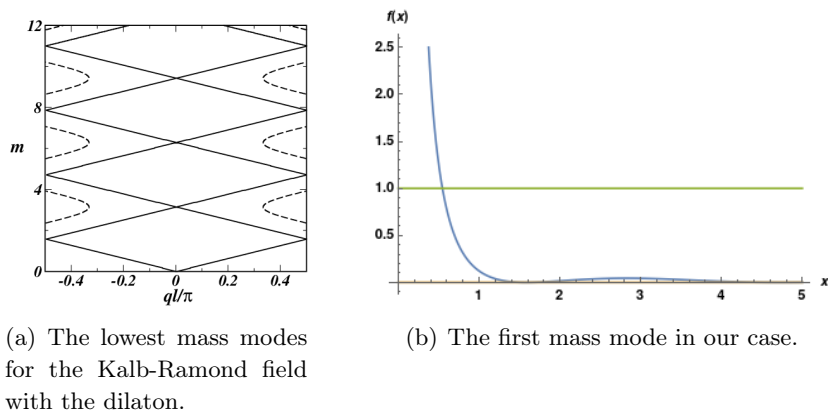 12
8
m
4
0
-0.4 -0.2 0 0.2 0.4
ql/π
f(x)
2.5
2.0
1.5
1.0
0.5
1 2 3 4 5
x
(a) The lowest mass modes
for the Kalb-Ramond field
with the dilaton.
(b) The first mass mode in our case.